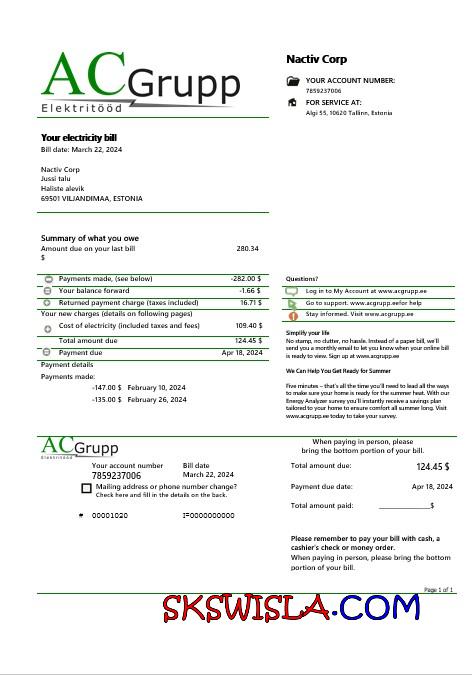 ACGrupp
Elektritööd
Nactiv Corp
YOUR ACCOUNT NUMBER:
7859237006
FOR SERVICE AT:
Algi 55, 10620 Tallinn, Estonia
Your electricity bill
Bill date: March 22, 2024
Nactiv Corp
Jussi talu
Haliste alevik
69501 VILJANDIMAA, ESTONIA
Summary of what you owe
Amount due on your last bill 280.34
$
Payments made, (see below) -282.00 $
Your balance forward -1.66 $
Returned payment charge (taxes included) 16.71 $
Your new charges (details on following pages)
Cost of electricity (included taxes and fees) 109.40 $
Total amount due 124.45 $
Payment due Apr 18, 2024
Payment details
Payments made:
-147.00 $ February 10, 2024
-135.00 $ February 26, 2024
Questions?
Log in to My Account at www.acgrupp.ee
Go to support. www.acgrupp.eefor help
Stay informed. Visit www.acgrupp.ee
Simplify your life
No stamp, no clutter, no hassle. Instead of a paper bill, we'll
send you a monthly email to let you know when your online bill
is ready to view. Sign up at www.acgrupp.ee
We Can Help You Get Ready for Summer
Five minutes – that's all the time you'll need to lead all the ways
to make sure your home is ready for the summer heat. With our
Energy Analyzer survey you'll instantly receive a savings plan
tailored to your home to ensure comfort all summer long. Visit
www.acgrupp.ee today to take your survey.
ACGrupp
Elektritööd
Your account number Bill date
7859237006 March 22, 2024
Mailing address or phone number change?
Check here and fill in the details on the back.
# 00001020 I=0000000000
When paying in person, please
bring the bottom portion of your bill.
Total amount due: 124.45 $
Payment due date: Apr 18, 2024
Total amount paid: ______________$
Please remember to pay your bill with cash, a
cashier's check or money order.
When paying in person, please bring the bottom
portion of your bill.
Page 1 of 1
SKSWISLA.COM